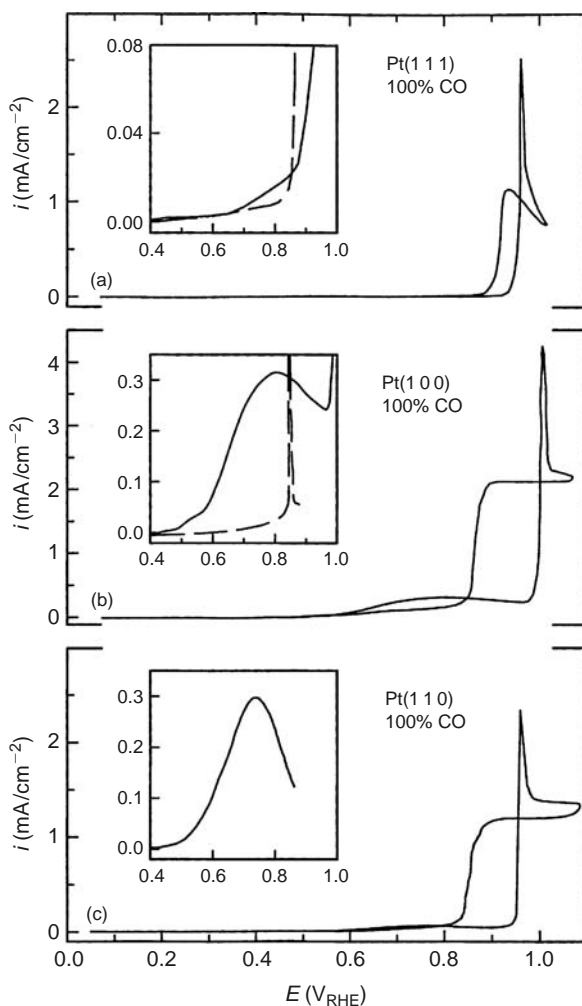 0.08
0.04
0.00
0.4 0.6 0.8 1.0
Pt(1 1 1)
100% CO
2
1
0
i (mA/cm⁻²)
(a)
0.3
0.2
0.1
0.0
0.4 0.6 0.8 1.0
Pt(1 0 0)
100% CO
4
3
2
1
0
i (mA/cm⁻²)
(b)
0.3
0.2
0.1
0.0
0.4 0.6 0.8 1.0
Pt(1 1 0)
100% CO
2
1
0
i (mA/cm⁻²)
(c)
0.0 0.2 0.4 0.6 0.8 1.0
E (V_RHE)